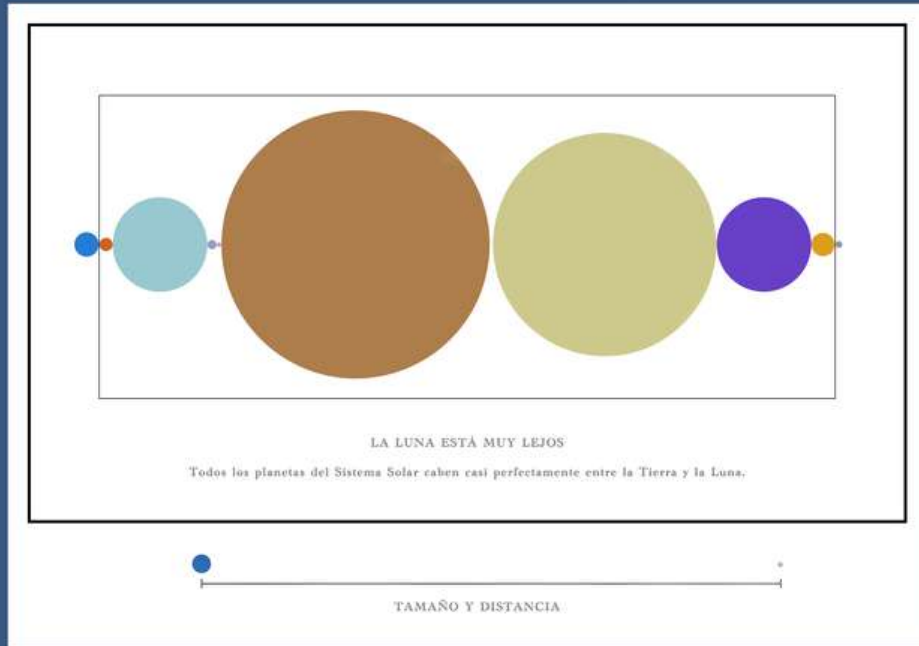 LA LUNA ESTÁ MUY LEJOS
Todos los planetas del Sistema Solar caben casi perfectamente entre la Tierra y la Luna.
TAMAÑO Y DISTANCIA